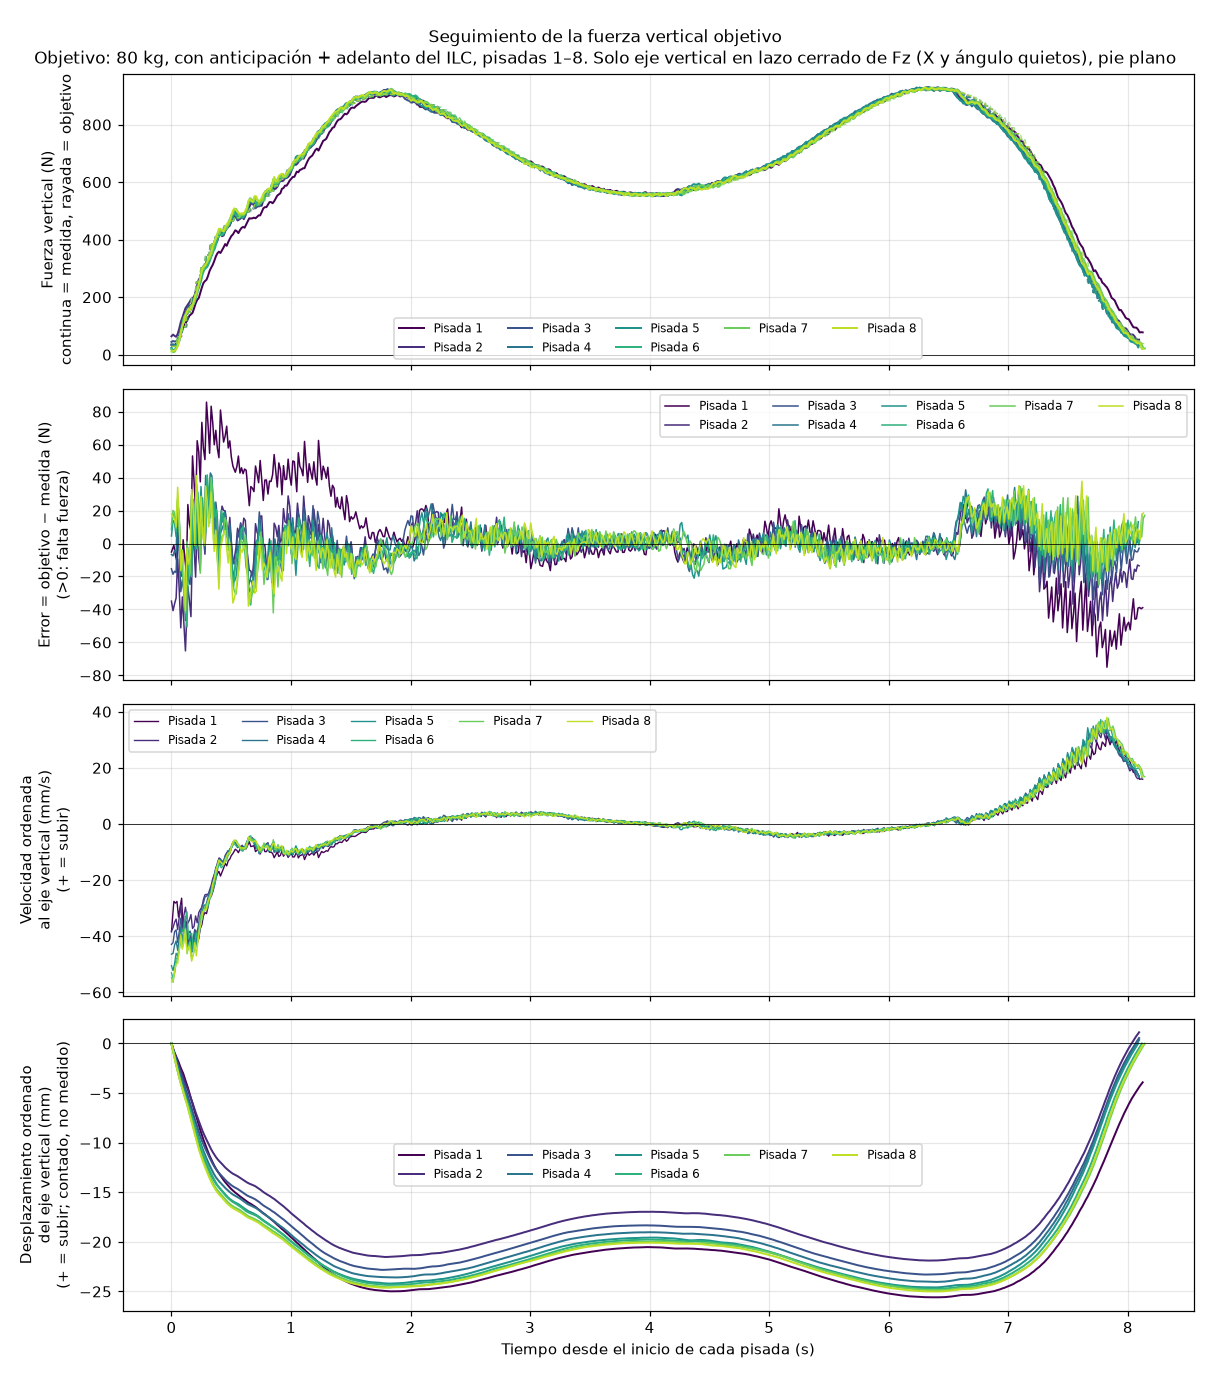 Seguimiento de la fuerza vertical objetivo
Objetivo: 80 kg, con anticipación + adelanto del ILC, pisadas 1–8. Solo eje vertical en lazo cerrado de Fz (X y ángulo quietos), pie plano
Fuerza vertical (N)
continua = medida, rayada = objetivo
800
600
400
200
0
Pisada 1
Pisada 2
Pisada 3
Pisada 4
Pisada 5
Pisada 6
Pisada 7
Pisada 8
Error = objetivo − medida (N)
(>0: falta fuerza)
80
60
40
20
0
−20
−40
−60
−80
Pisada 1
Pisada 2
Pisada 3
Pisada 4
Pisada 5
Pisada 6
Pisada 7
Pisada 8
Velocidad ordenada
al eje vertical (mm/s)
(+ = subir)
40
20
0
−20
−40
−60
Pisada 1
Pisada 2
Pisada 3
Pisada 4
Pisada 5
Pisada 6
Pisada 7
Pisada 8
Desplazamiento ordenado
del eje vertical (mm)
(+ = subir; contado, no medido)
0
−5
−10
−15
−20
−25
Pisada 1
Pisada 2
Pisada 3
Pisada 4
Pisada 5
Pisada 6
Pisada 7
Pisada 8
0 1 2 3 4 5 6 7 8
Tiempo desde el inicio de cada pisada (s)